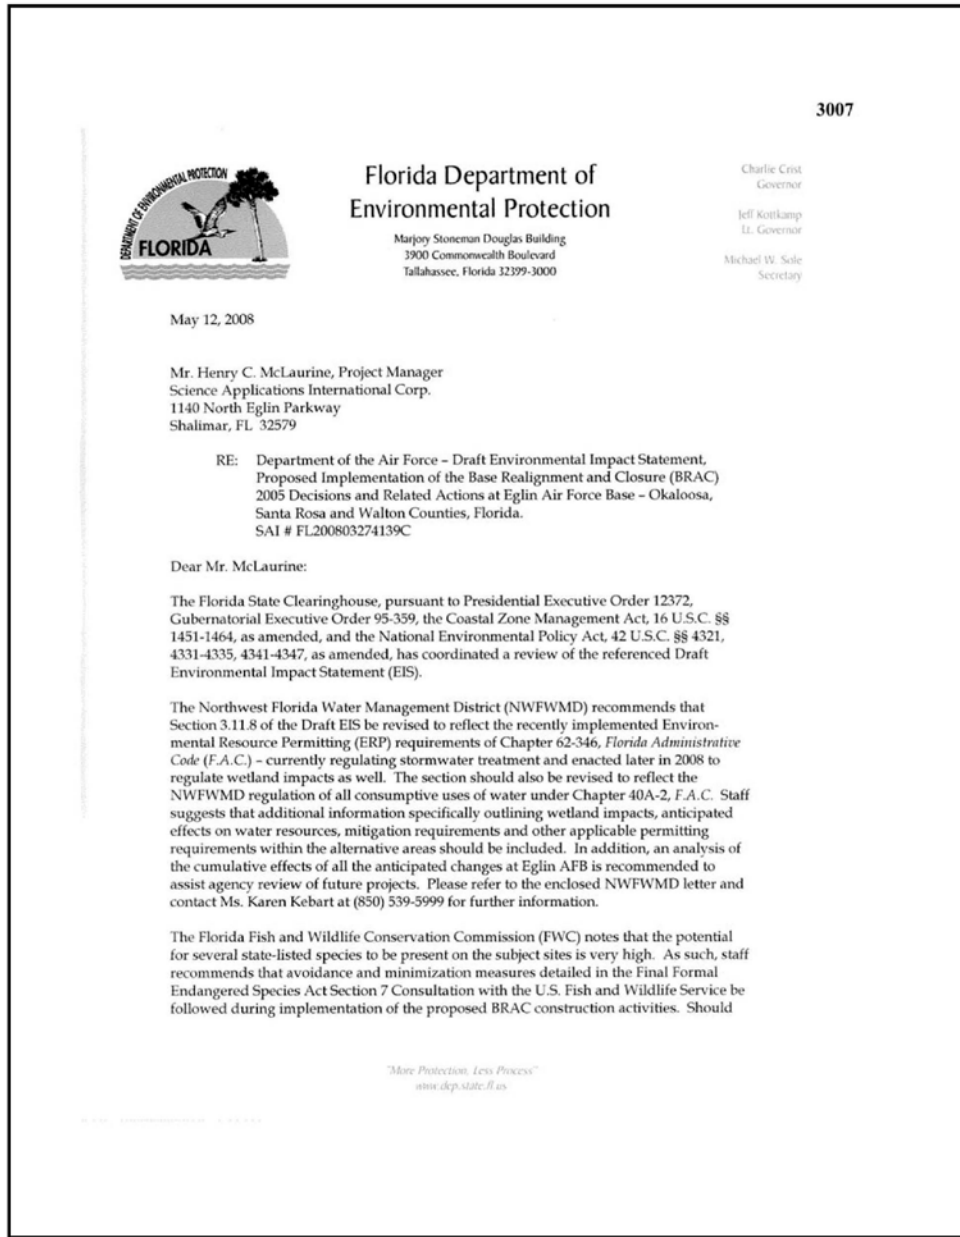 3007
DEPARTMENT OF ENVIRONMENTAL PROTECTION
FLORIDA
Florida Department of
Environmental Protection
Marjory Stoneman Douglas Building
3900 Commonwealth Boulevard
Tallahassee, Florida 32399-3000
Charlie Crist
Governor
Jeff Kottkamp
Lt. Governor
Michael W. Sole
Secretary
May 12, 2008
Mr. Henry C. McLaurine, Project Manager
Science Applications International Corp.
1140 North Eglin Parkway
Shalimar, FL 32579
RE: Department of the Air Force – Draft Environmental Impact Statement,
Proposed Implementation of the Base Realignment and Closure (BRAC)
2005 Decisions and Related Actions at Eglin Air Force Base – Okaloosa,
Santa Rosa and Walton Counties, Florida.
SAI # FL200803274139C
Dear Mr. McLaurine:
The Florida State Clearinghouse, pursuant to Presidential Executive Order 12372,
Gubernatorial Executive Order 95-359, the Coastal Zone Management Act, 16 U.S.C. §§
1451-1464, as amended, and the National Environmental Policy Act, 42 U.S.C. §§ 4321,
4331-4335, 4341-4347, as amended, has coordinated a review of the referenced Draft
Environmental Impact Statement (EIS).
The Northwest Florida Water Management District (NWFWMD) recommends that
Section 3.11.8 of the Draft EIS be revised to reflect the recently implemented Environ-
mental Resource Permitting (ERP) requirements of Chapter 62-346, Florida Administrative
Code (F.A.C.) – currently regulating stormwater treatment and enacted later in 2008 to
regulate wetland impacts as well. The section should also be revised to reflect the
NWFWMD regulation of all consumptive uses of water under Chapter 40A-2, F.A.C. Staff
suggests that additional information specifically outlining wetland impacts, anticipated
effects on water resources, mitigation requirements and other applicable permitting
requirements within the alternative areas should be included. In addition, an analysis of
the cumulative effects of all the anticipated changes at Eglin AFB is recommended to
assist agency review of future projects. Please refer to the enclosed NWFWMD letter and
contact Ms. Karen Kebart at (850) 539-5999 for further information.
The Florida Fish and Wildlife Conservation Commission (FWC) notes that the potential
for several state-listed species to be present on the subject sites is very high. As such, staff
recommends that avoidance and minimization measures detailed in the Final Formal
Endangered Species Act Section 7 Consultation with the U.S. Fish and Wildlife Service be
followed during implementation of the proposed BRAC construction activities. Should
"More Protection, Less Process"
www.dep.state.fl.us